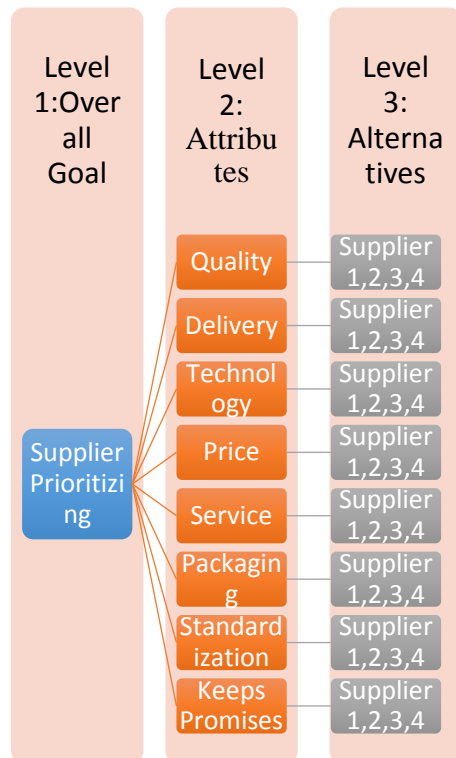 Level
1:Over
all
Goal
Level
2:
Attribu
tes
Level
3:
Alterna
tives
Supplier
Prioritizi
ng
Quality
Supplier
1,2,3,4
Delivery
Supplier
1,2,3,4
Technol
ogy
Supplier
1,2,3,4
Price
Supplier
1,2,3,4
Service
Supplier
1,2,3,4
Packagin
g
Supplier
1,2,3,4
Standard
ization
Supplier
1,2,3,4
Keeps
Promises
Supplier
1,2,3,4